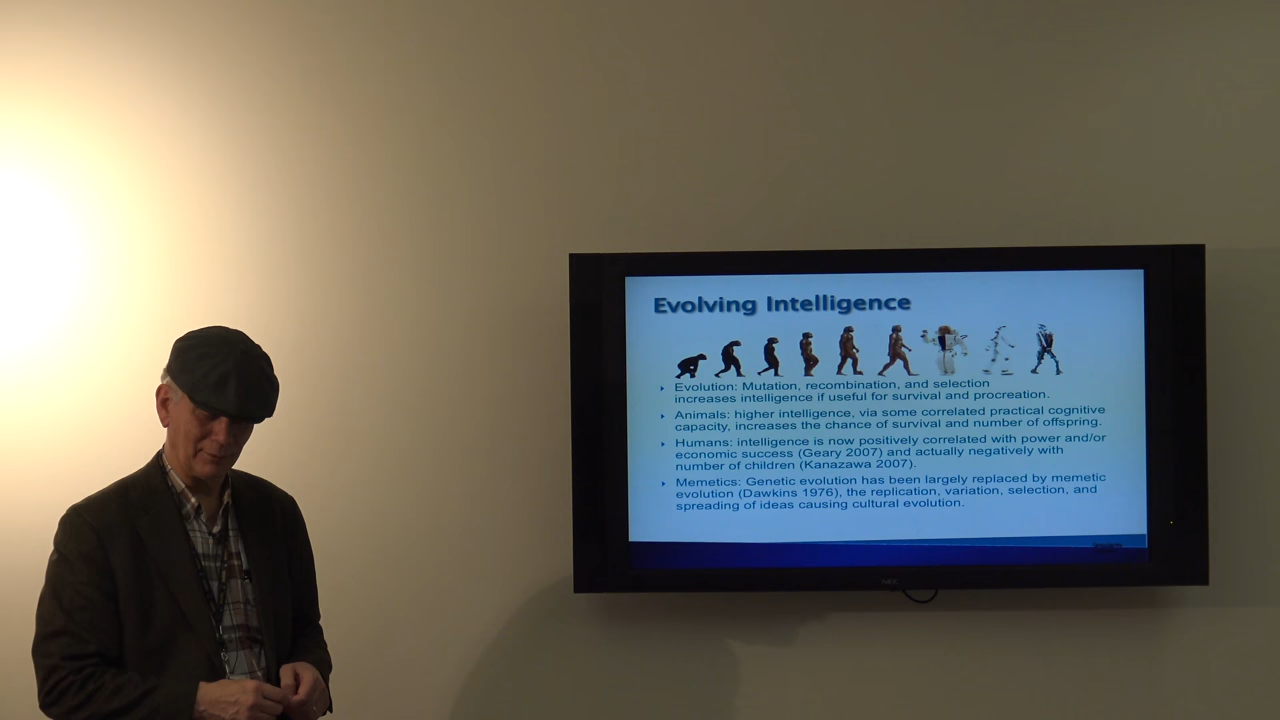 Evolving Intelligence
Evolution: Mutation, recombination, and selection
increases intelligence if useful for survival and procreation.
Animals: higher intelligence, via some correlated practical cognitive
capacity, increases the chance of survival and number of offspring.
Humans: intelligence is now positively correlated with power and/or
economic success (Geary 2007) and actually negatively with
number of children (Kanazawa 2007).
Memetics: Genetic evolution has been largely replaced by memetic
evolution (Dawkins 1976), the replication, variation, selection, and
spreading of ideas causing cultural evolution.
NEC